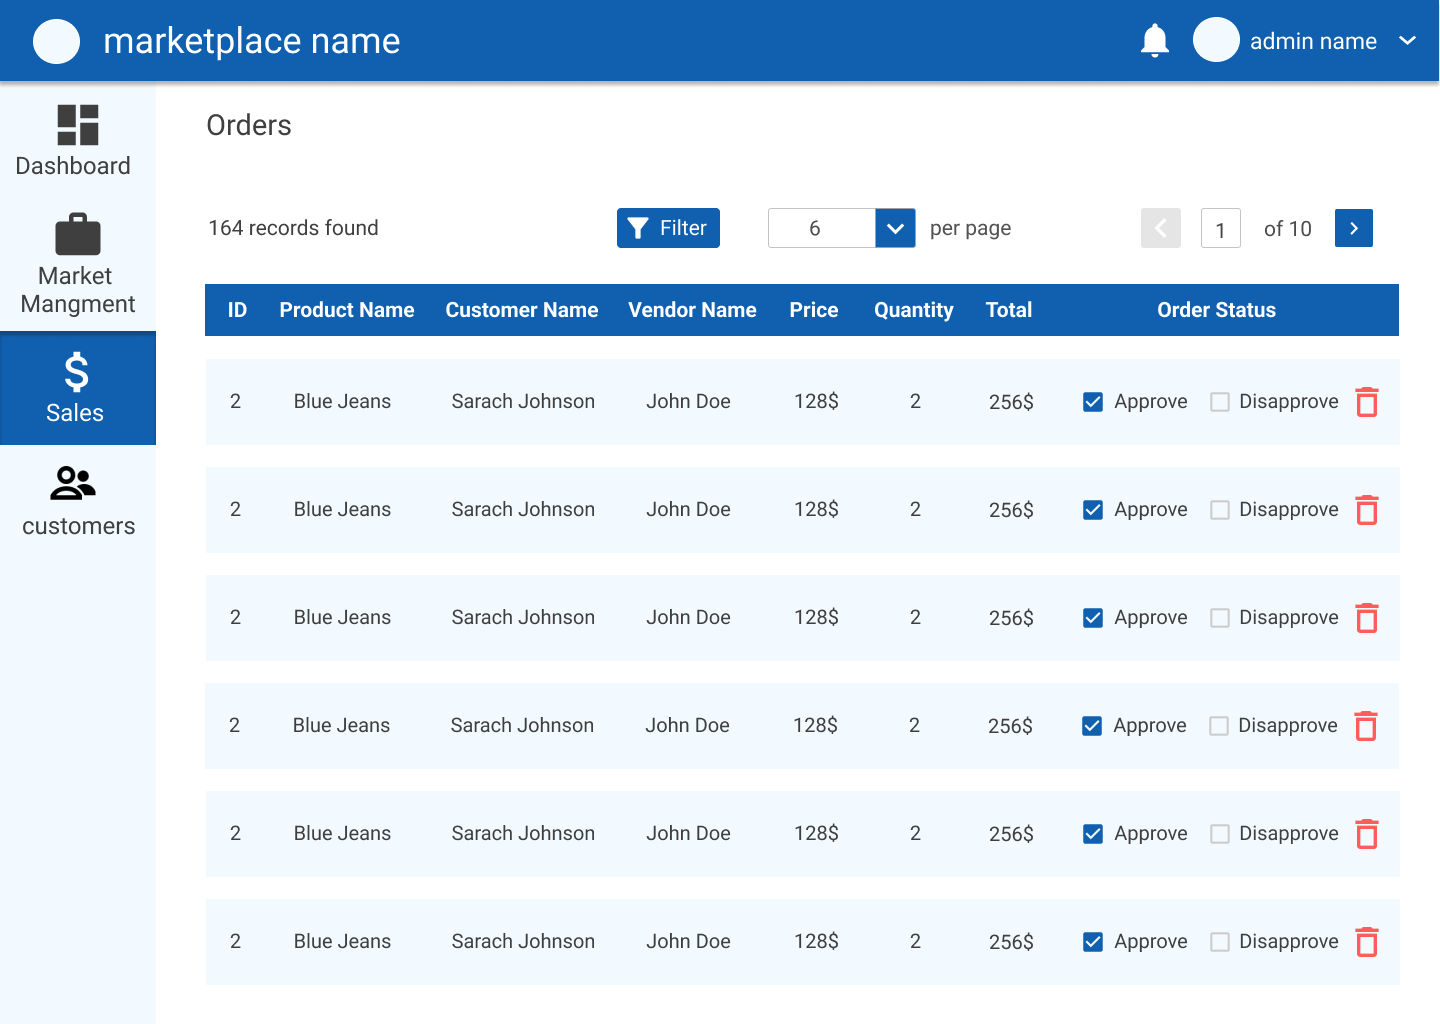 marketplace name
admin name
Dashboard
Market
Mangment
Sales
customers
Orders
164 records found
Filter
6
per page
1
of 10
ID Product Name Customer Name Vendor Name Price Quantity Total Order Status
2 Blue Jeans Sarach Johnson John Doe 128$ 2 256$ Approve Disapprove
2 Blue Jeans Sarach Johnson John Doe 128$ 2 256$ Approve Disapprove
2 Blue Jeans Sarach Johnson John Doe 128$ 2 256$ Approve Disapprove
2 Blue Jeans Sarach Johnson John Doe 128$ 2 256$ Approve Disapprove
2 Blue Jeans Sarach Johnson John Doe 128$ 2 256$ Approve Disapprove
2 Blue Jeans Sarach Johnson John Doe 128$ 2 256$ Approve Disapprove